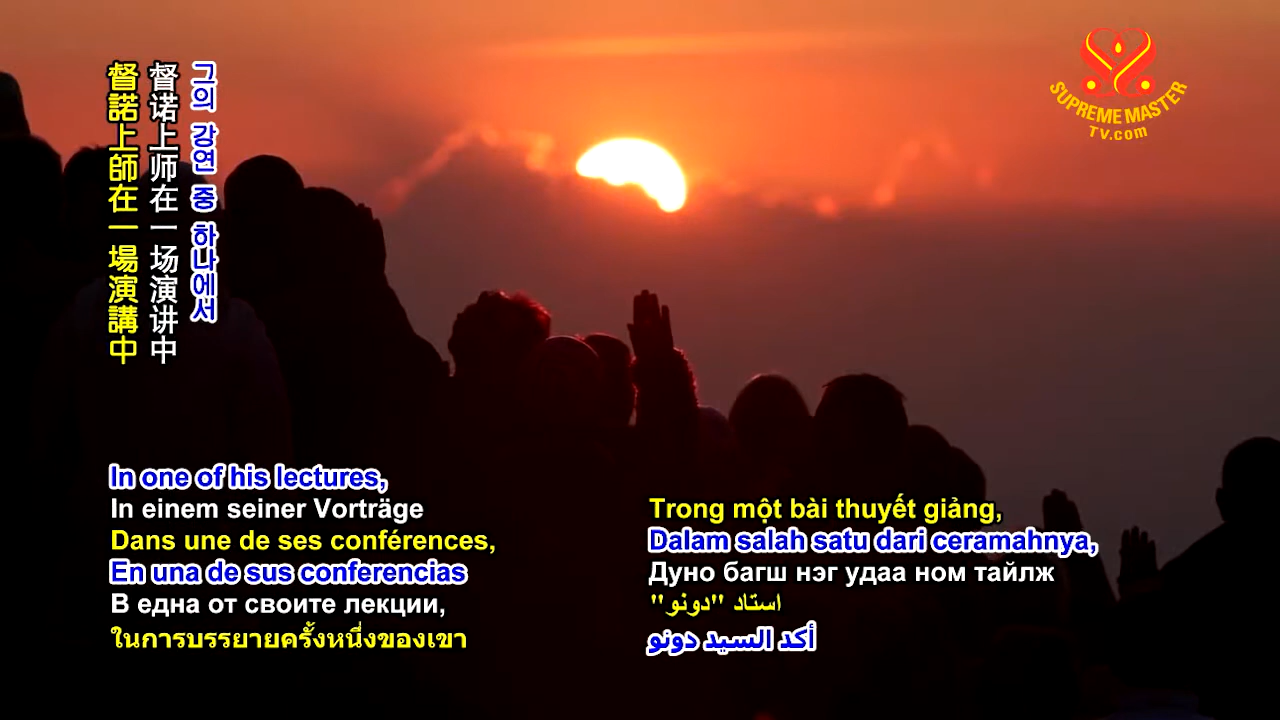 督諾上師在一場演講中
督诺上师在一场演讲中
그의 강연 중 하나에서
SUPREME MASTER
TV.com
In one of his lectures,
In einem seiner Vorträge
Dans une de ses conférences,
En una de sus conferencias
В една от своите лекции,
ในการบรรยายครั้งหนึ่งของเขา
Trong một bài thuyết giảng,
Dalam salah satu dari ceramahnya,
Дуно багш нэг удаа ном тайлж
استاد "دونو"
أكد السيد دونو